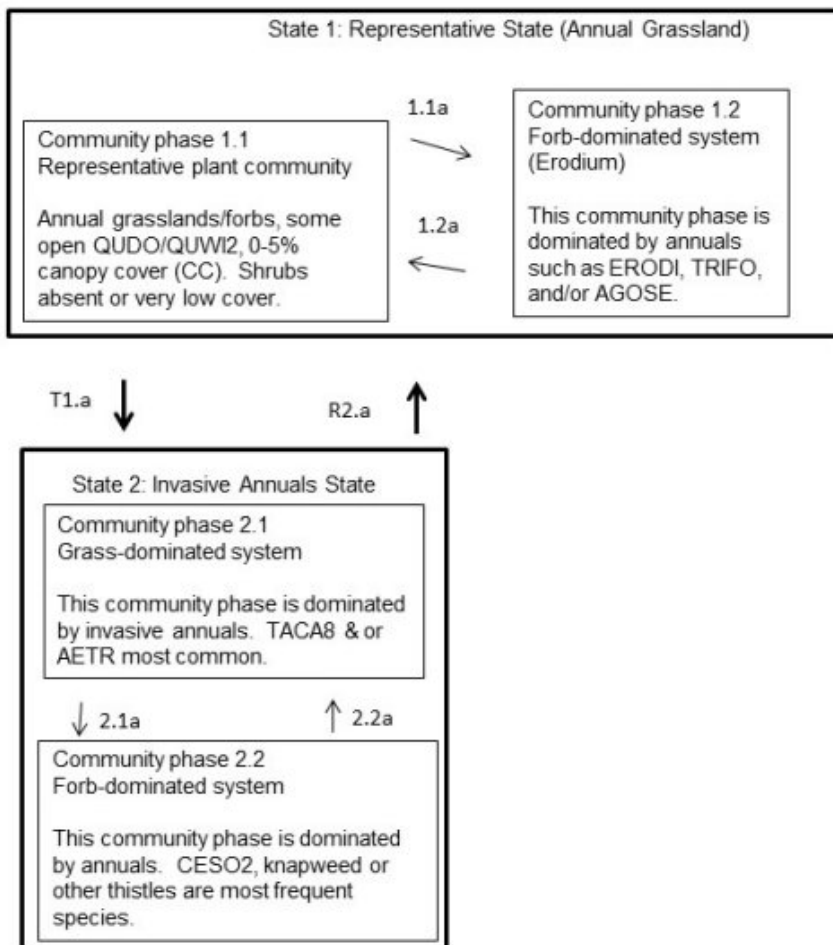 State 1: Representative State (Annual Grassland)
1.1a
Community phase 1.1
Representative plant community
Annual grasslands/forbs, some
open QUDO/QUWI2, 0-5%
canopy cover (CC). Shrubs
absent or very low cover.
Community phase 1.2
Forb-dominated system
(Erodium)
This community phase is
dominated by annuals
such as ERODI, TRIFO,
and/or AGOSE.
1.2a
T1.a
R2.a
State 2: Invasive Annuals State
Community phase 2.1
Grass-dominated system
This community phase is dominated
by invasive annuals. TACA8 & or
AETR most common.
2.1a
2.2a
Community phase 2.2
Forb-dominated system
This community phase is dominated
by annuals. CESO2, knapweed or
other thistles are most frequent
species.